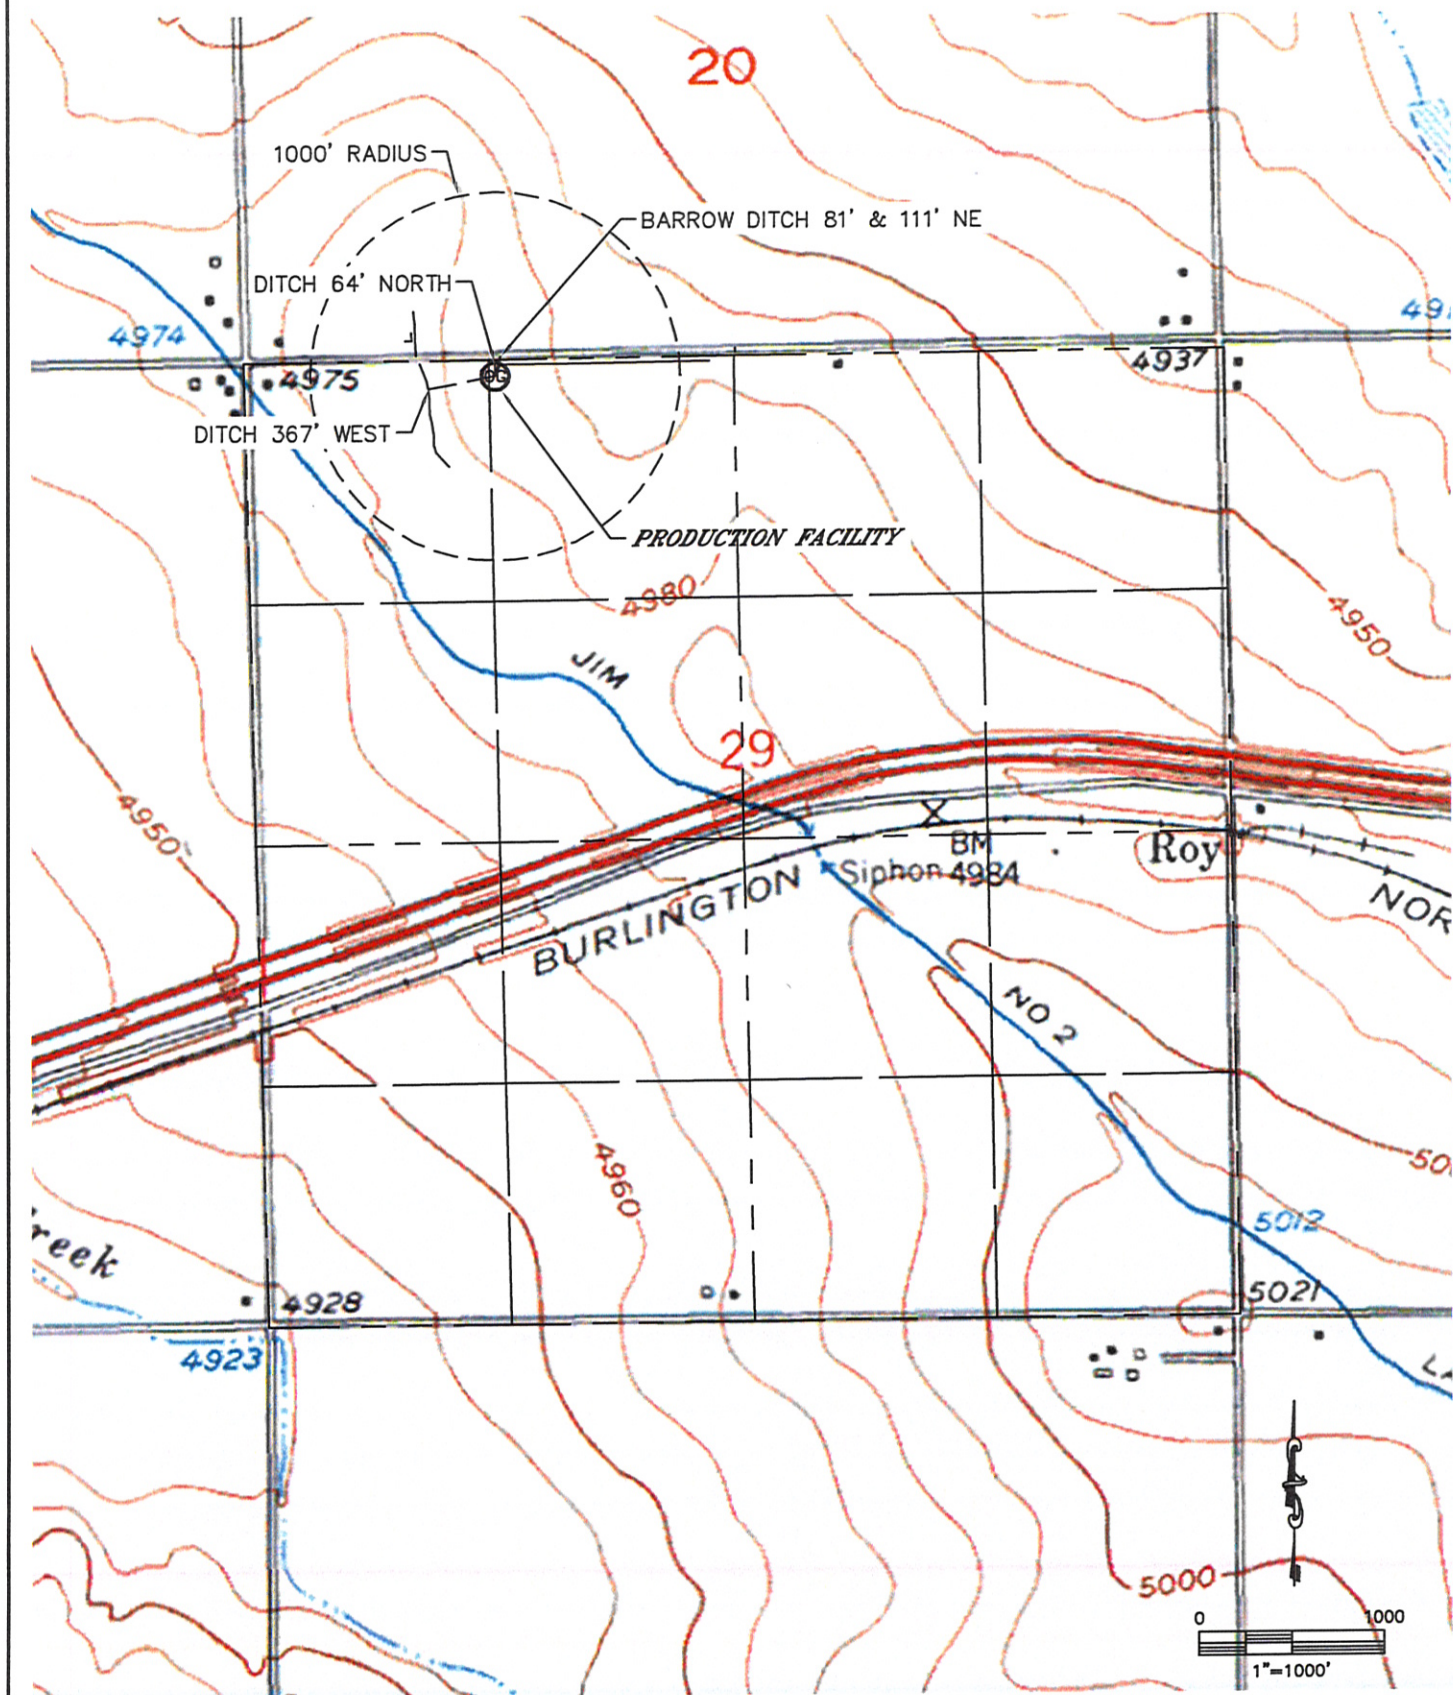 20
1000' RADIUS
BARROW DITCH 81' & 111' NE
DITCH 64' NORTH
4974
4975
4937
DITCH 367' WEST
PRODUCTION FACILITY
4980
4950
JIM
29
4950
BM
Siphon 4984
Roy
BURLINGTON
NOR
NO 2
4960
5012
reek
4928
5021
4923
5000
0 1000
1"=1000'